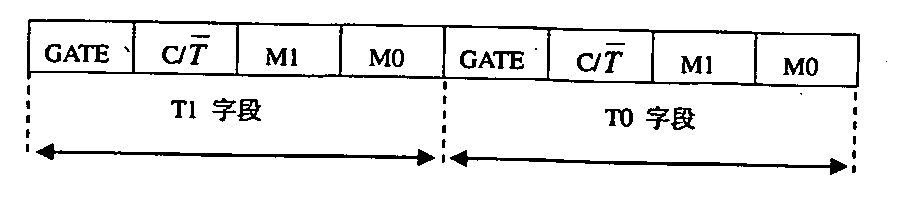 GATE C/T̅ M1 M0 GATE C/T̅ M1 M0
T1 字段 T0 字段